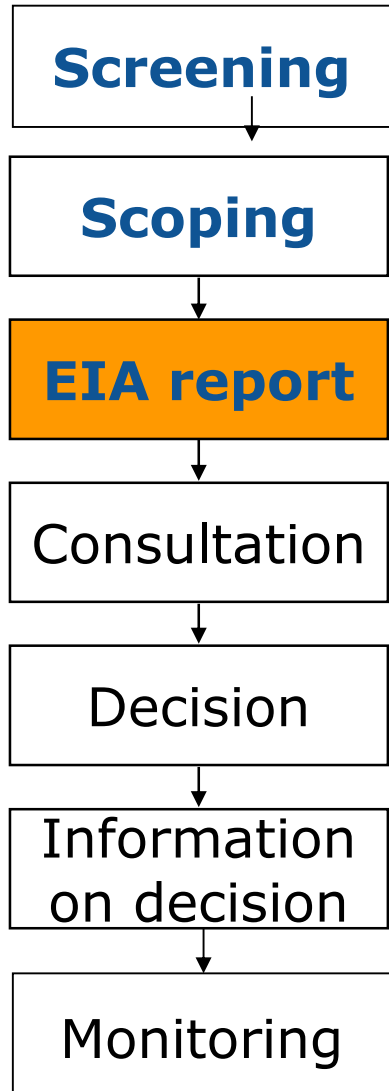 Screening
Scoping
EIA report
Consultation
Decision
Information
on decision
Monitoring